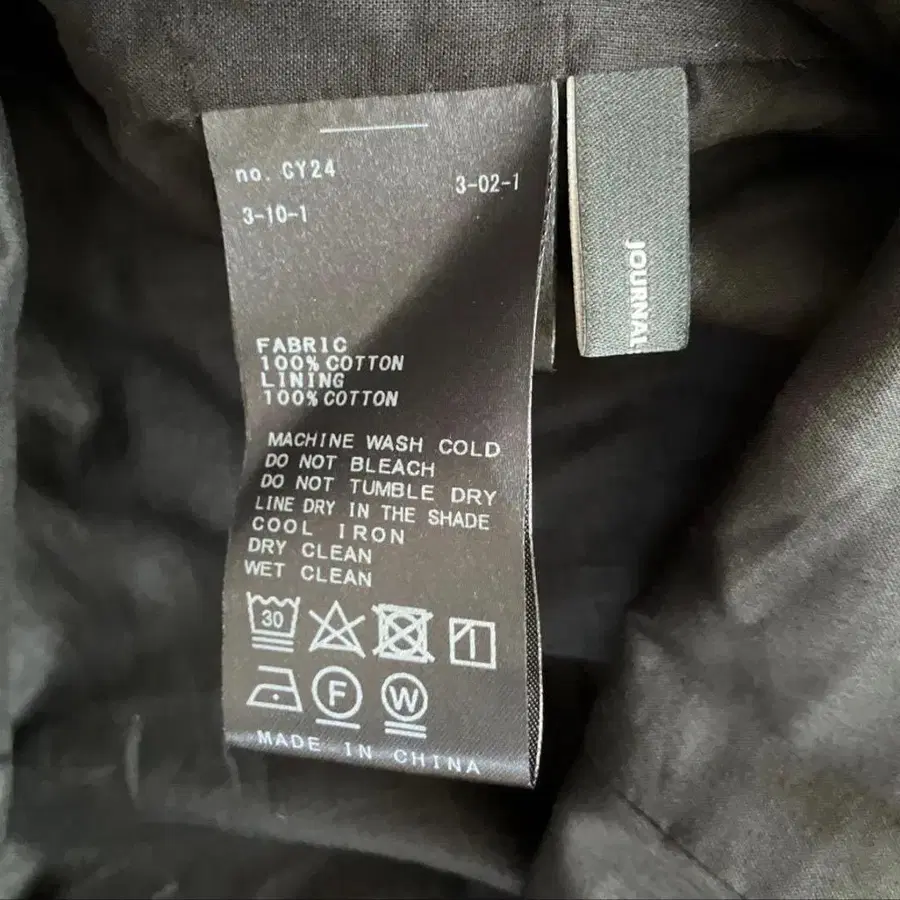 no. CY24
3-02-1
3-10-1
FABRIC
100% COTTON
LINING
100% COTTON
MACHINE WASH COLD
DO NOT BLEACH
DO NOT TUMBLE DRY
LINE DRY IN THE SHADE
COOL IRON
DRY CLEAN
WET CLEAN
30
F
W
MADE IN CHINA
JOURNAL